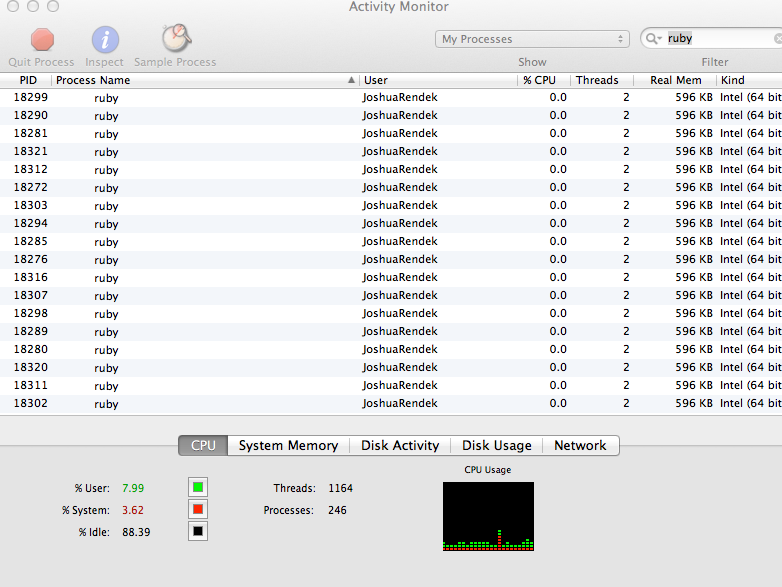 Activity Monitor
Quit Process Inspect Sample Process My Processes Show ruby Filter
PID Process Name User % CPU Threads Real Mem Kind
18299 ruby JoshuaRendek 0.0 2 596 KB Intel (64 bit
18290 ruby JoshuaRendek 0.0 2 596 KB Intel (64 bit
18281 ruby JoshuaRendek 0.0 2 596 KB Intel (64 bit
18321 ruby JoshuaRendek 0.0 2 596 KB Intel (64 bit
18312 ruby JoshuaRendek 0.0 2 596 KB Intel (64 bit
18272 ruby JoshuaRendek 0.0 2 596 KB Intel (64 bit
18303 ruby JoshuaRendek 0.0 2 596 KB Intel (64 bit
18294 ruby JoshuaRendek 0.0 2 596 KB Intel (64 bit
18285 ruby JoshuaRendek 0.0 2 596 KB Intel (64 bit
18276 ruby JoshuaRendek 0.0 2 596 KB Intel (64 bit
18316 ruby JoshuaRendek 0.0 2 596 KB Intel (64 bit
18307 ruby JoshuaRendek 0.0 2 596 KB Intel (64 bit
18298 ruby JoshuaRendek 0.0 2 596 KB Intel (64 bit
18289 ruby JoshuaRendek 0.0 2 596 KB Intel (64 bit
18280 ruby JoshuaRendek 0.0 2 596 KB Intel (64 bit
18320 ruby JoshuaRendek 0.0 2 596 KB Intel (64 bit
18311 ruby JoshuaRendek 0.0 2 596 KB Intel (64 bit
18302 ruby JoshuaRendek 0.0 2 596 KB Intel (64 bit
CPU System Memory Disk Activity Disk Usage Network
CPU Usage
% User: 7.99 Threads: 1164
% System: 3.62 Processes: 246
% Idle: 88.39